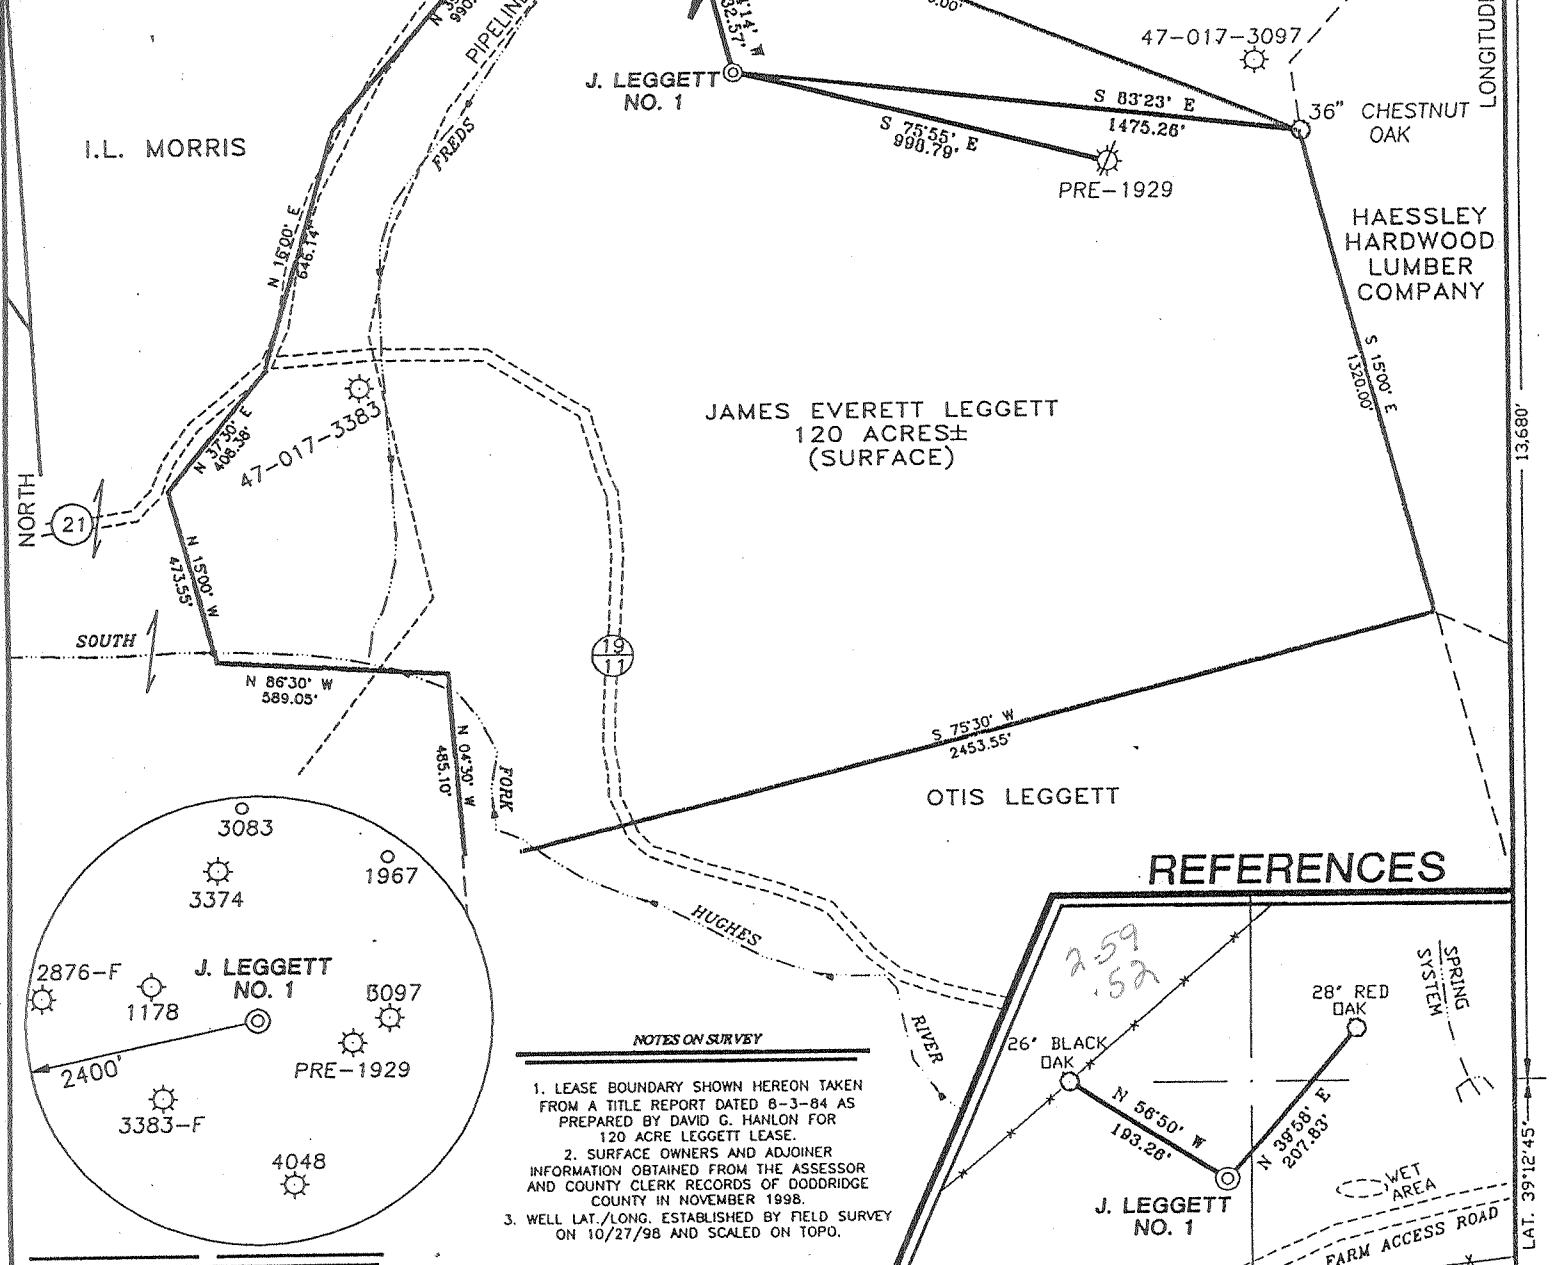 PIPELINE
47-017-3097
LONGITUDE
J. LEGGETT
NO. 1
S 83°23' E
1475.26'
S 75°55' E
998.79'
36" CHESTNUT
OAK
PRE-1929
I.L. MORRIS
FREDS
HAESSLEY
HARDWOOD
LUMBER
COMPANY
N 16°00' E
646.14'
S 15°00' E
1320.00'
JAMES EVERETT LEGGETT
120 ACRES±
(SURFACE)
13,680'
N 37°30' E
408.38'
47-017-3383
NORTH
21
N 15°00' W
473.55'
SOUTH
19
11
N 86°30' W
589.05'
S 75°30' W
2453.55'
N 04°30' W
485.10'
FORK
OTIS LEGGETT
HUGHES
RIVER
3083
1967
3374
2876-F
1178
J. LEGGETT
NO. 1
3097
PRE-1929
2400'
3383-F
4048
NOTES ON SURVEY
1. LEASE BOUNDARY SHOWN HEREON TAKEN
FROM A TITLE REPORT DATED 8-3-84 AS
PREPARED BY DAVID G. HANLON FOR
120 ACRE LEGGETT LEASE.
2. SURFACE OWNERS AND ADJOINER
INFORMATION OBTAINED FROM THE ASSESSOR
AND COUNTY CLERK RECORDS OF DODDRIDGE
COUNTY IN NOVEMBER 1998.
3. WELL LAT./LONG. ESTABLISHED BY FIELD SURVEY
ON 10/27/98 AND SCALED ON TOPO.
REFERENCES
2.59
.52
SPRING
SYSTEM
28" RED
OAK
26" BLACK
OAK
N 56°50' W
193.26'
N 39°58' E
207.83'
J. LEGGETT
NO. 1
WET
AREA
FARM ACCESS ROAD
LAT. 39°12'45"